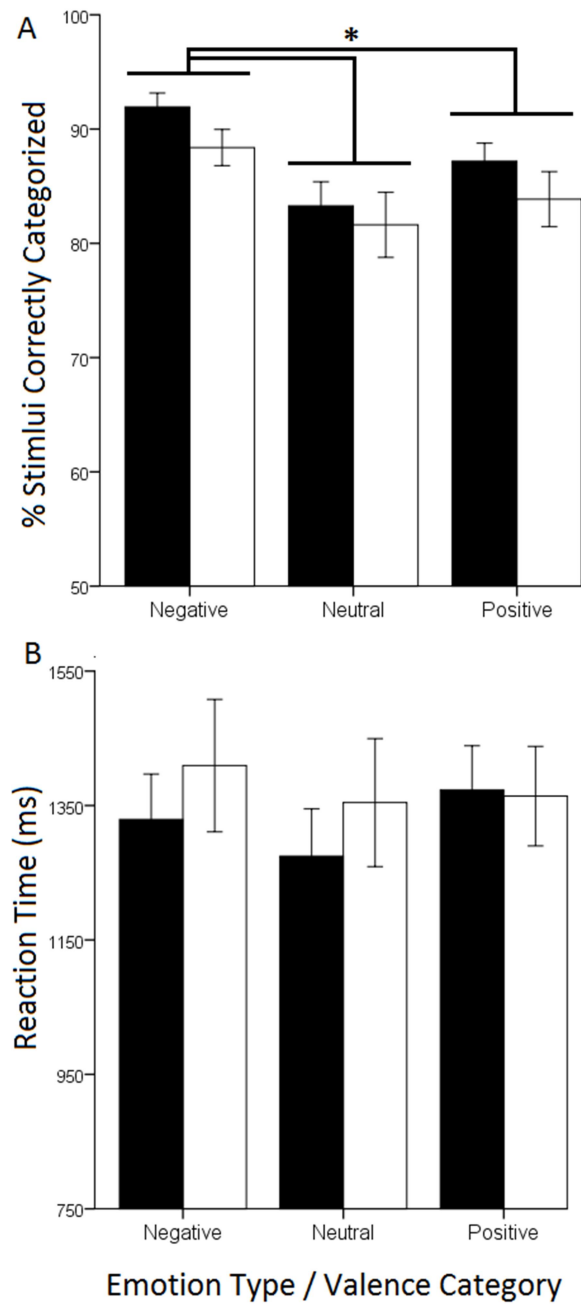 A
*
100
90
80
70
60
50
% Stimlui Correctly Categorized
Negative Neutral Positive
B
1550
1350
1150
950
750
Reaction Time (ms)
Negative Neutral Positive
Emotion Type / Valence Category